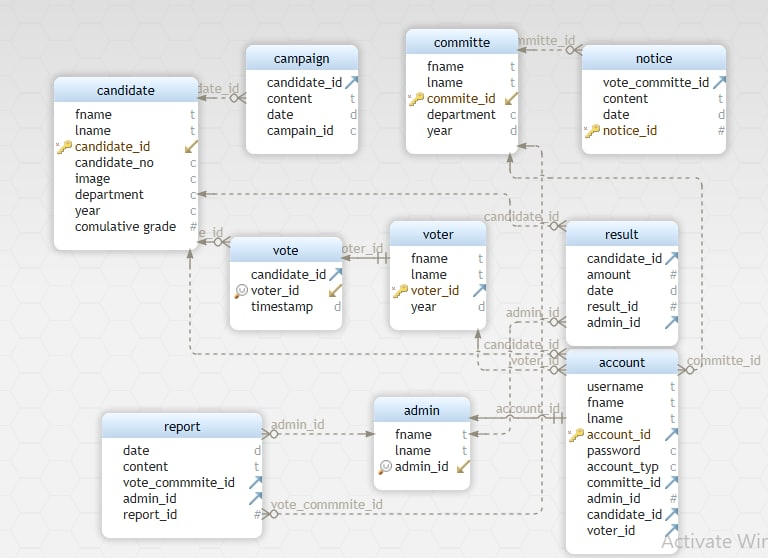 candidate
fname t
lname t
candidate_id
candidate_no c
image c
department c
year c
comulative grade #
date_id
campaign
candidate_id
content t
date d
campain_id c
committe
fname t
lname t
commite_id
department c
year d
mmitte_id
notice
vote_committe_id
content t
date d
notice_id #
e_id
vote
candidate_id
voter_id
timestamp d
oter_id
voter
fname t
lname t
voter_id
year d
candidate_id
result
candidate_id
amount #
date d
result_id #
admin_id
admin_id
candidate_id
voter_id
account
username t
fname t
lname t
account_id
password c
account_typ c
committe_id
admin_id #
candidate_id
voter_id
committe_id
account_id
admin
fname t
lname t
admin_id
admin_id
report
date d
content t
vote_commmite_id
admin_id
report_id #
vote_commmite_id
Activate Win